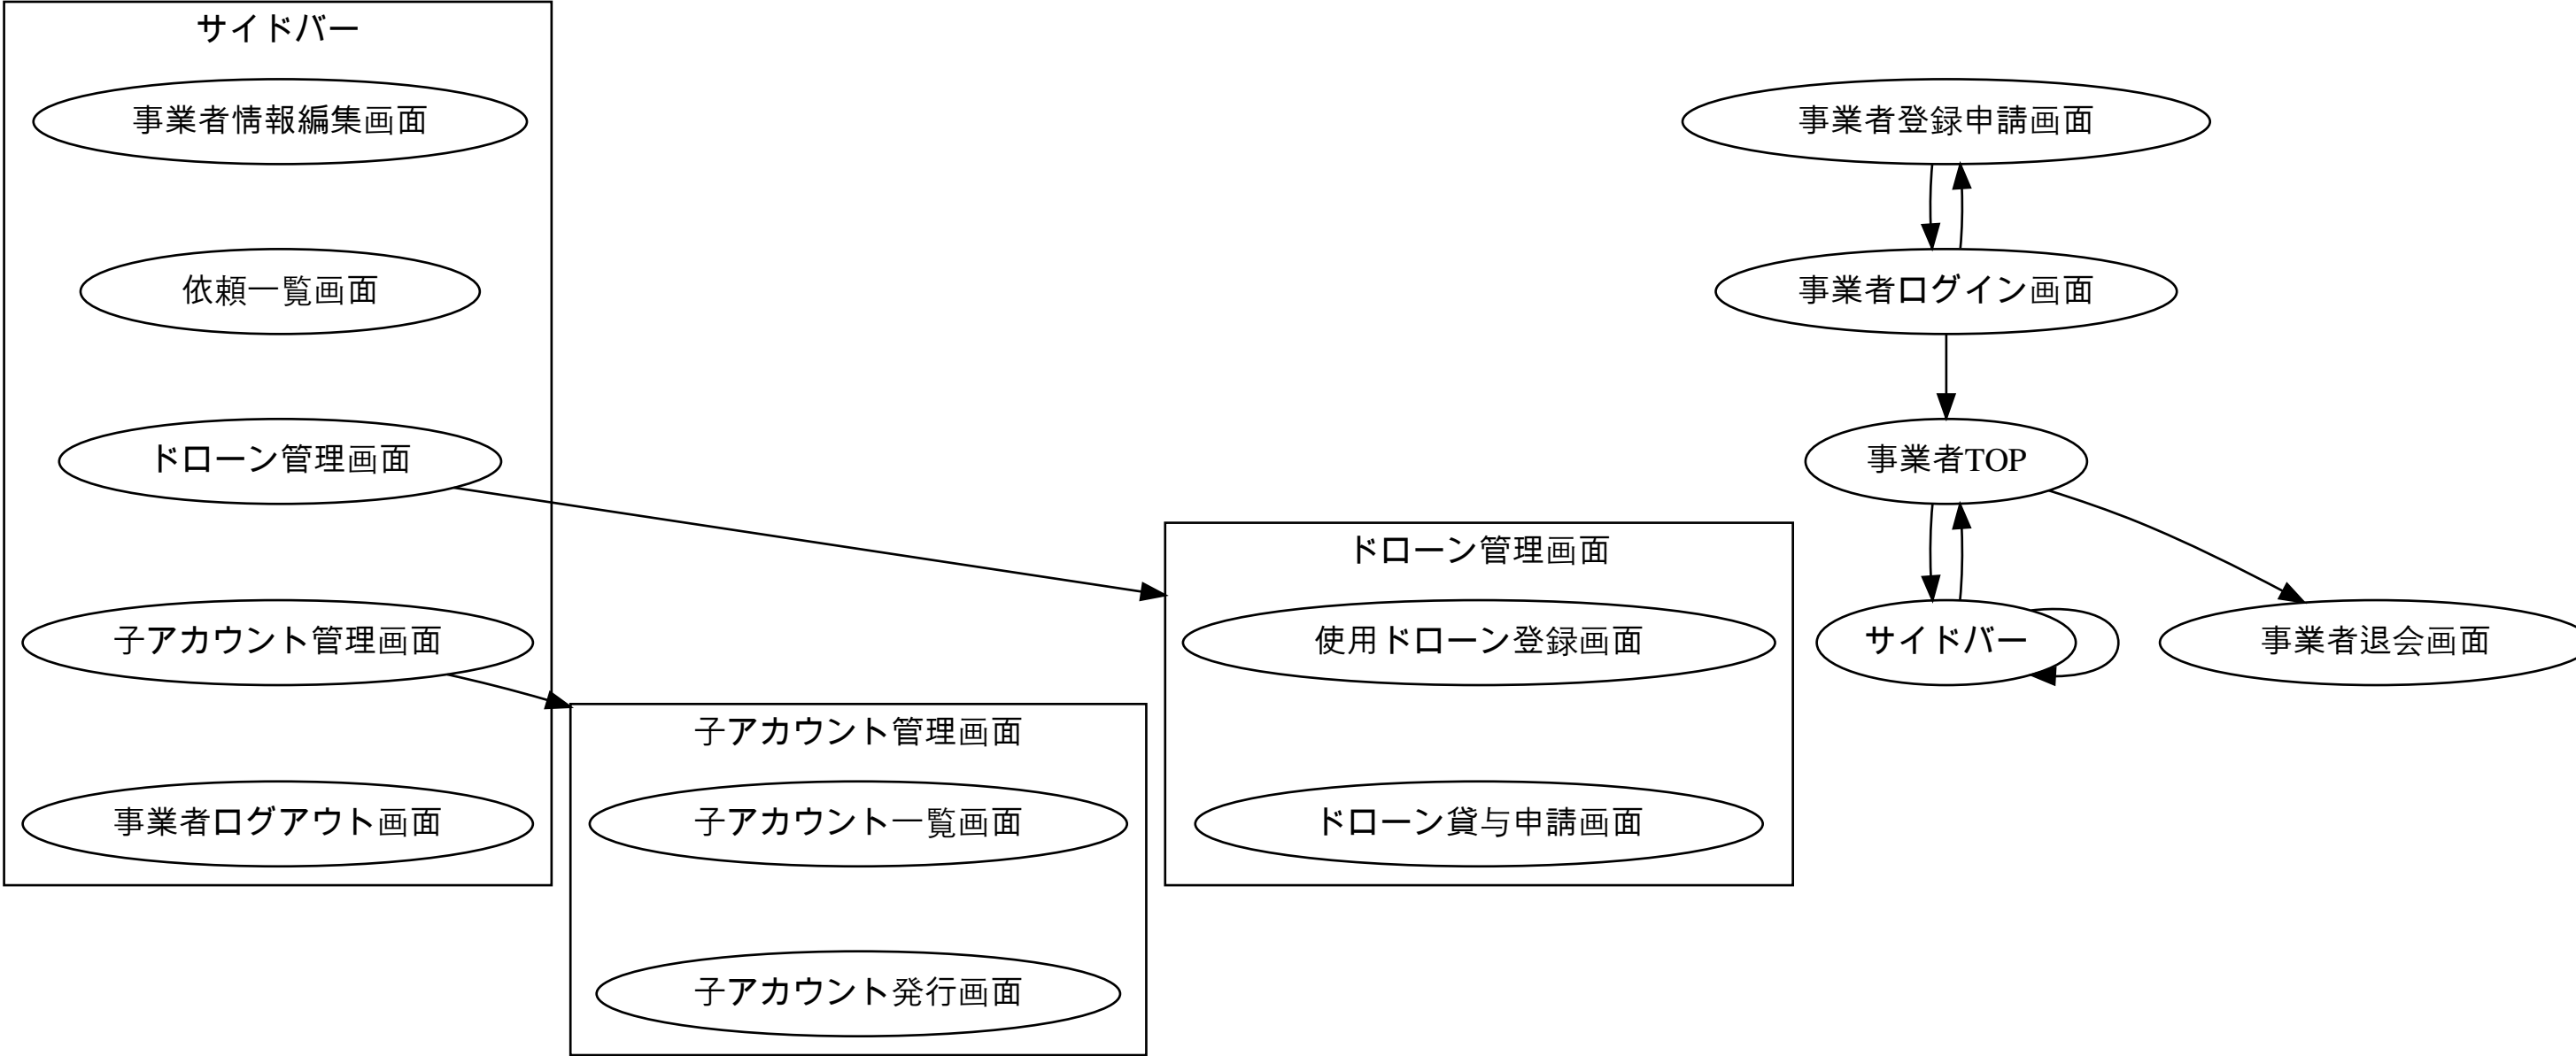 サイドバー
事業者情報編集画面
依頼一覧画面
ドローン管理画面
子アカウント管理画面
事業者ログアウト画面
子アカウント管理画面
子アカウント一覧画面
子アカウント発行画面
ドローン管理画面
使用ドローン登録画面
ドローン貸与申請画面
事業者登録申請画面
事業者ログイン画面
事業者TOP
サイドバー
事業者退会画面